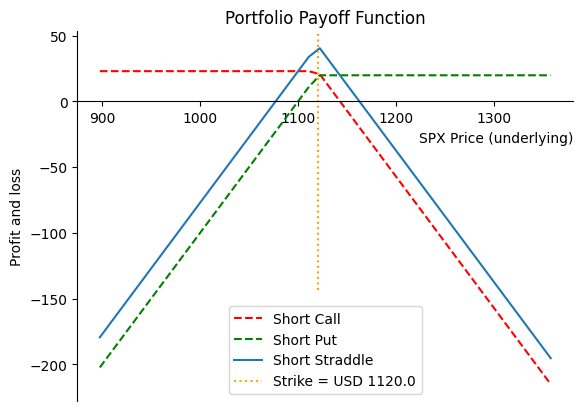 Portfolio Payoff Function
50
0
−50
−100
−150
−200
900
1000
1100
1200
1300
SPX Price (underlying)
Profit and loss
Short Call
Short Put
Short Straddle
Strike = USD 1120.0